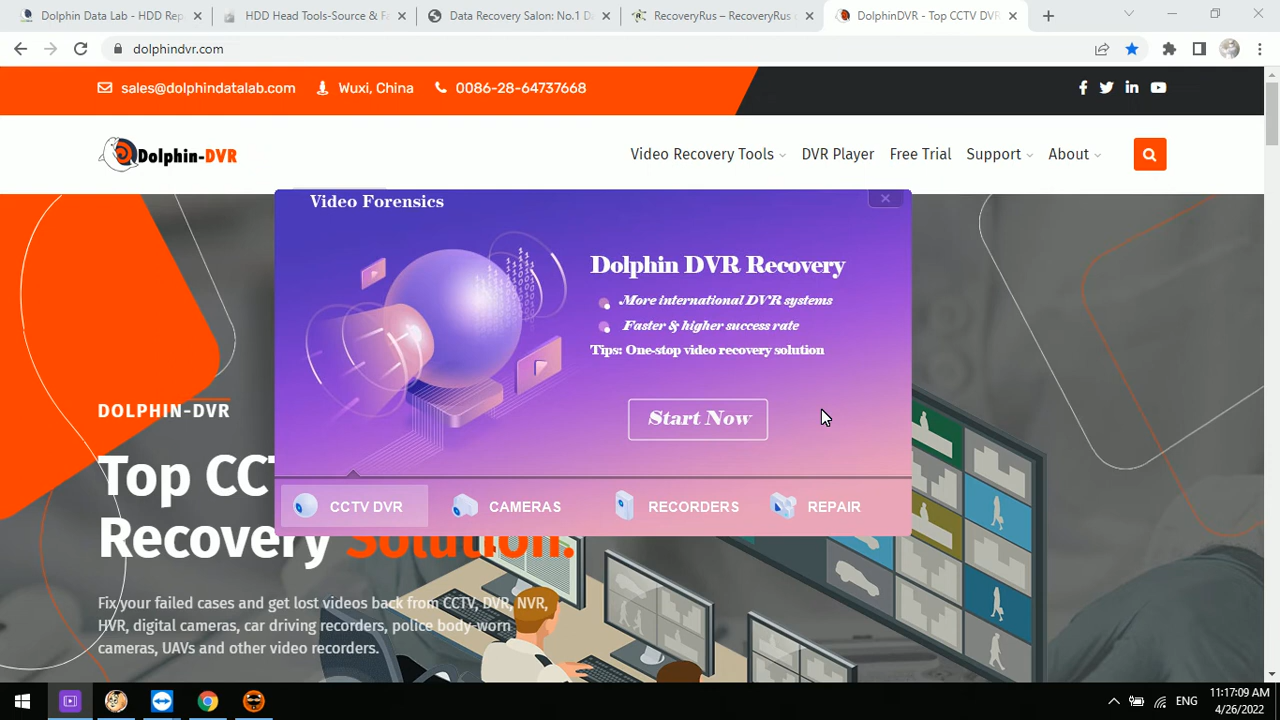 Dolphin Data Lab - HDD Rep
HDD Head Tools-Source & F
Data Recovery Salon: No.1 D
RecoveryRus – RecoveryRus
DolphinDVR - Top CCTV DVR
dolphindvr.com
sales@dolphindatalab.com
Wuxi, China
0086-28-64737668
Dolphin-DVR
Video Recovery Tools
DVR Player
Free Trial
Support
About
Video Forensics
Dolphin DVR Recovery
More international DVR systems
Faster & higher success rate
Tips: One-stop video recovery solution
Start Now
CCTV DVR
CAMERAS
RECORDERS
REPAIR
DOLPHIN-DVR
Top CCT
Recovery Solution.
Fix your failed cases and get lost videos back from CCTV, DVR, NVR,
HVR, digital cameras, car driving recorders, police body-worn
cameras, UAVs and other video recorders.
ENG
11:17:09 AM
4/26/2022